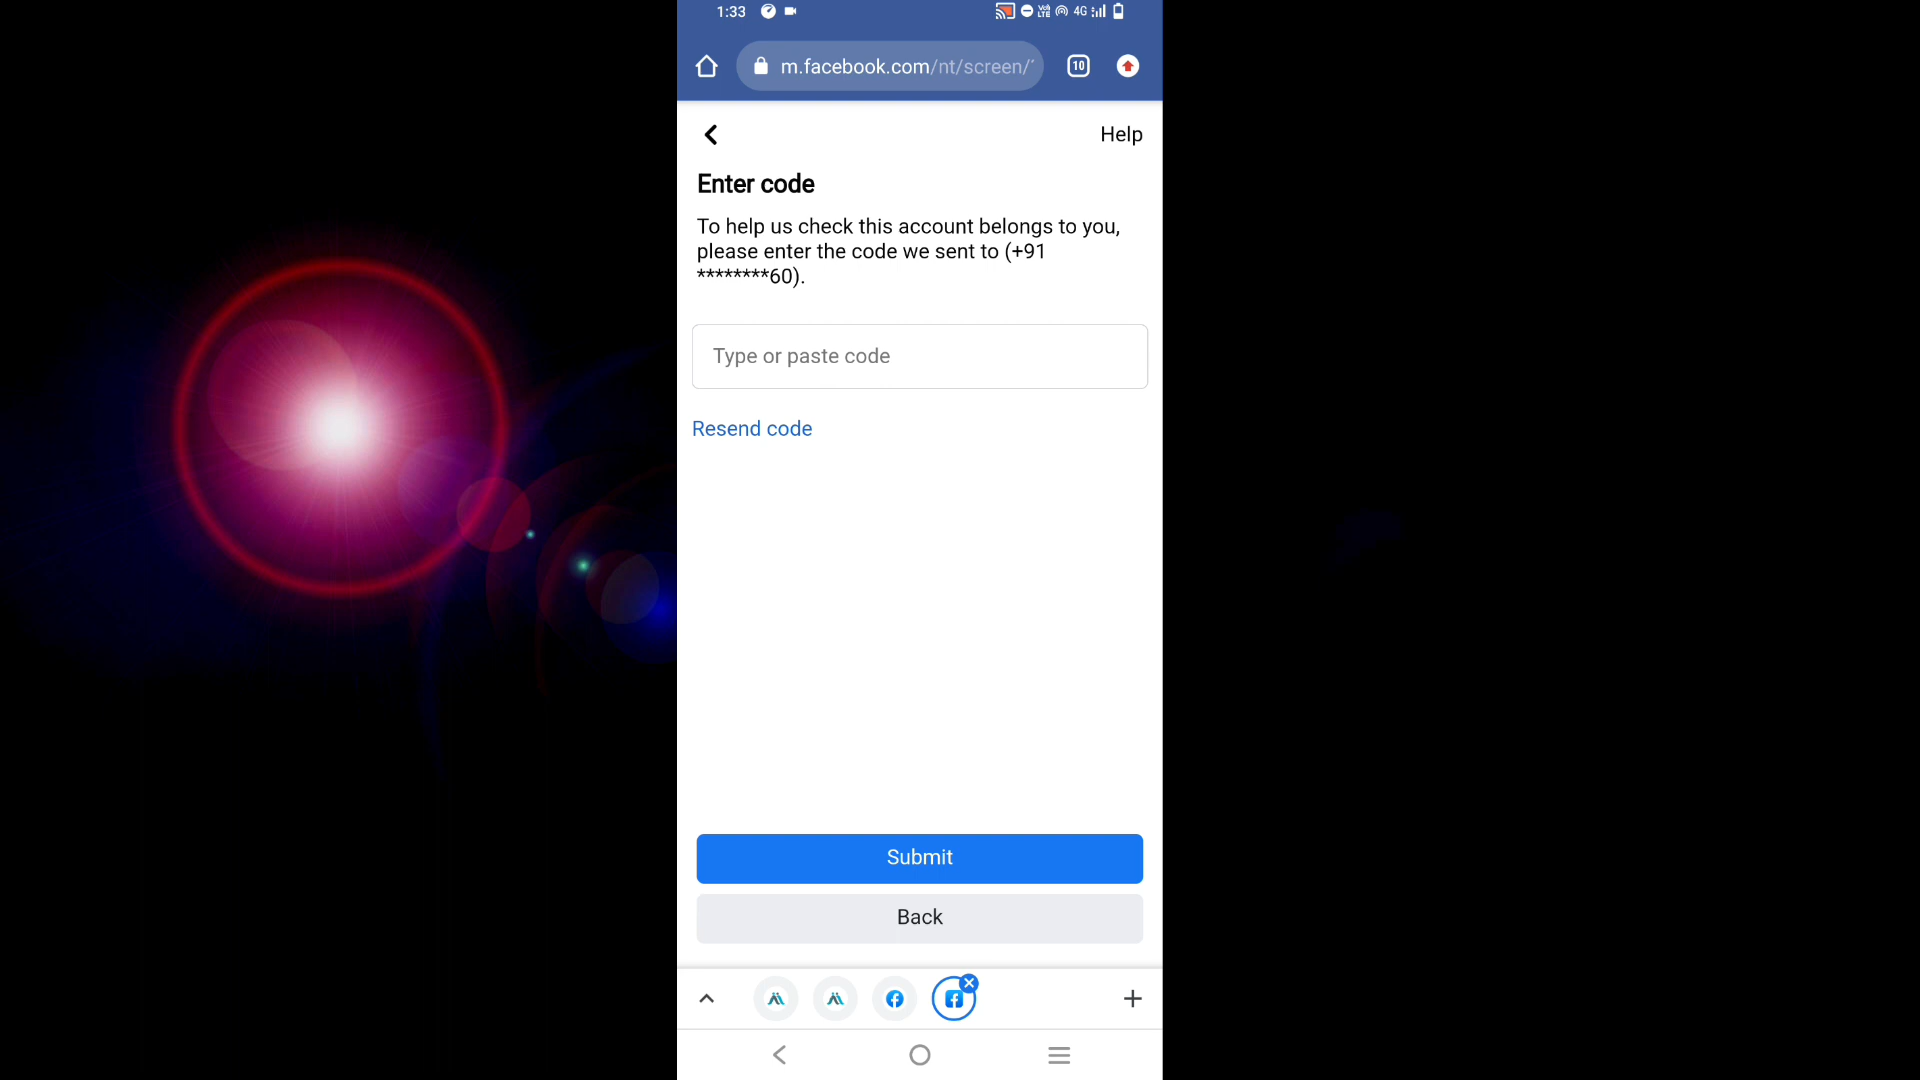 1:33
VoLTE 4G
m.facebook.com/nt/screen/
10
Help
Enter code
To help us check this account belongs to you,
please enter the code we sent to (+91
********60).
Type or paste code
Resend code
Submit
Back